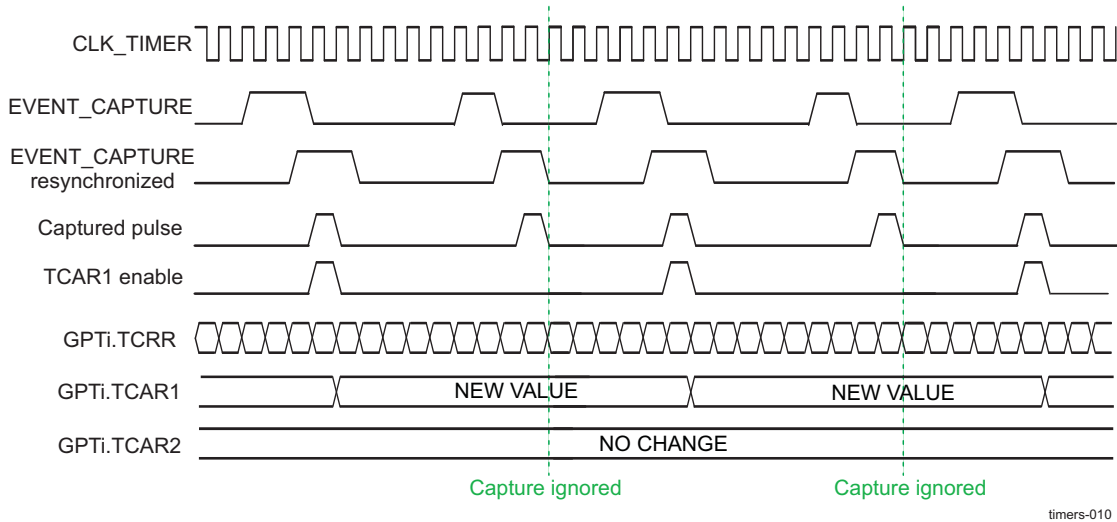 CLK_TIMER
EVENT_CAPTURE
EVENT_CAPTURE
resynchronized
Captured pulse
TCAR1 enable
GPTi.TCRR
GPTi.TCAR1 NEW VALUE NEW VALUE
GPTi.TCAR2 NO CHANGE
Capture ignored Capture ignored
timers-010